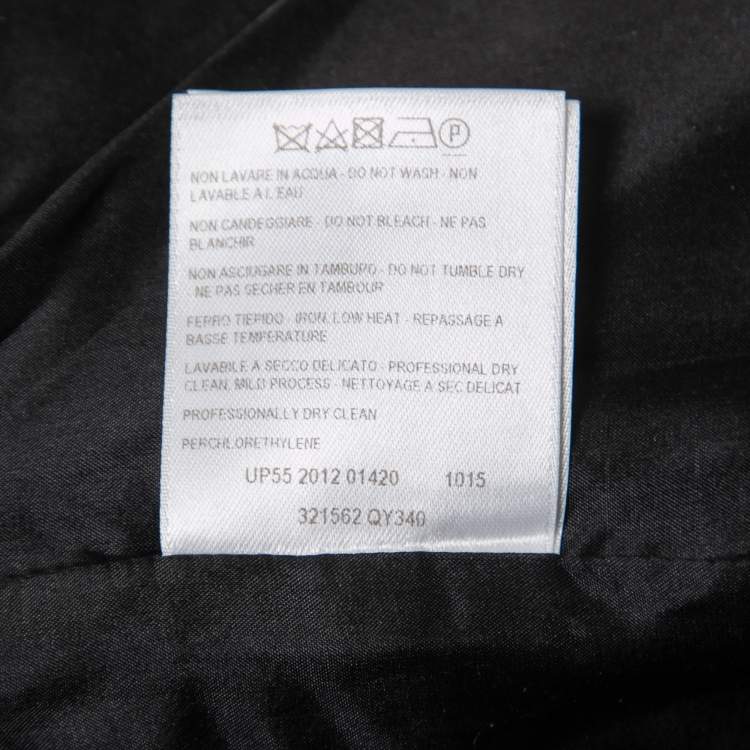 P
NON LAVARE IN ACQUA - DO NOT WASH - NON
LAVABLE A L'EAU
NON CANDEGGIARE - DO NOT BLEACH - NE PAS
BLANCHIR
NON ASCIUGARE IN TAMBURO - DO NOT TUMBLE DRY
- NE PAS SECHER EN TAMBOUR
FERRO TIEPIDO - IRON, LOW HEAT - REPASSAGE A
BASSE TEMPERATURE
LAVABILE A SECCO DELICATO - PROFESSIONAL DRY
CLEAN, MILD PROCESS - NETTOYAGE A SEC DELICAT
PROFESSIONALLY DRY CLEAN
PERCHLORETHYLENE
UP55 2012 01420 1015
321562 QY340